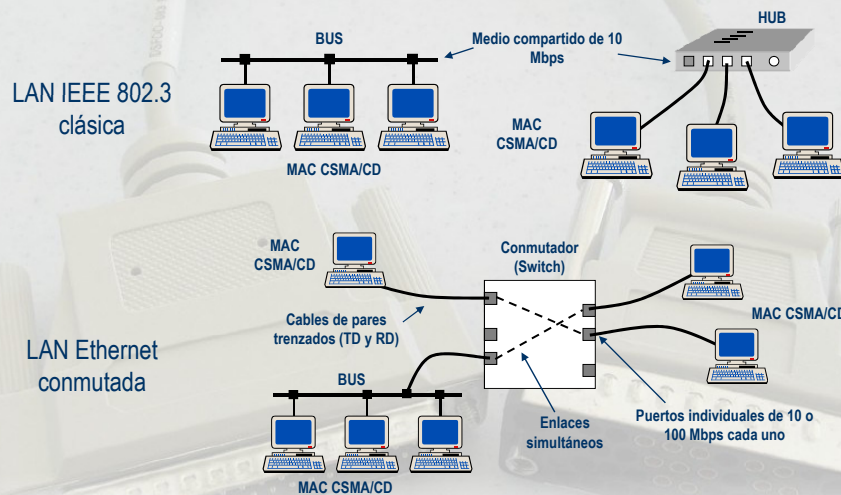 HUB
BUS
Medio compartido de 10
Mbps
LAN IEEE 802.3
clásica
MAC
CSMA/CD
MAC CSMA/CD
MAC
CSMA/CD
Conmutador
(Switch)
MAC CSMA/CD
Cables de pares
trenzados (TD y RD)
LAN Ethernet
conmutada
BUS
Enlaces
simultáneos
Puertos individuales de 10 o
100 Mbps cada uno
MAC CSMA/CD